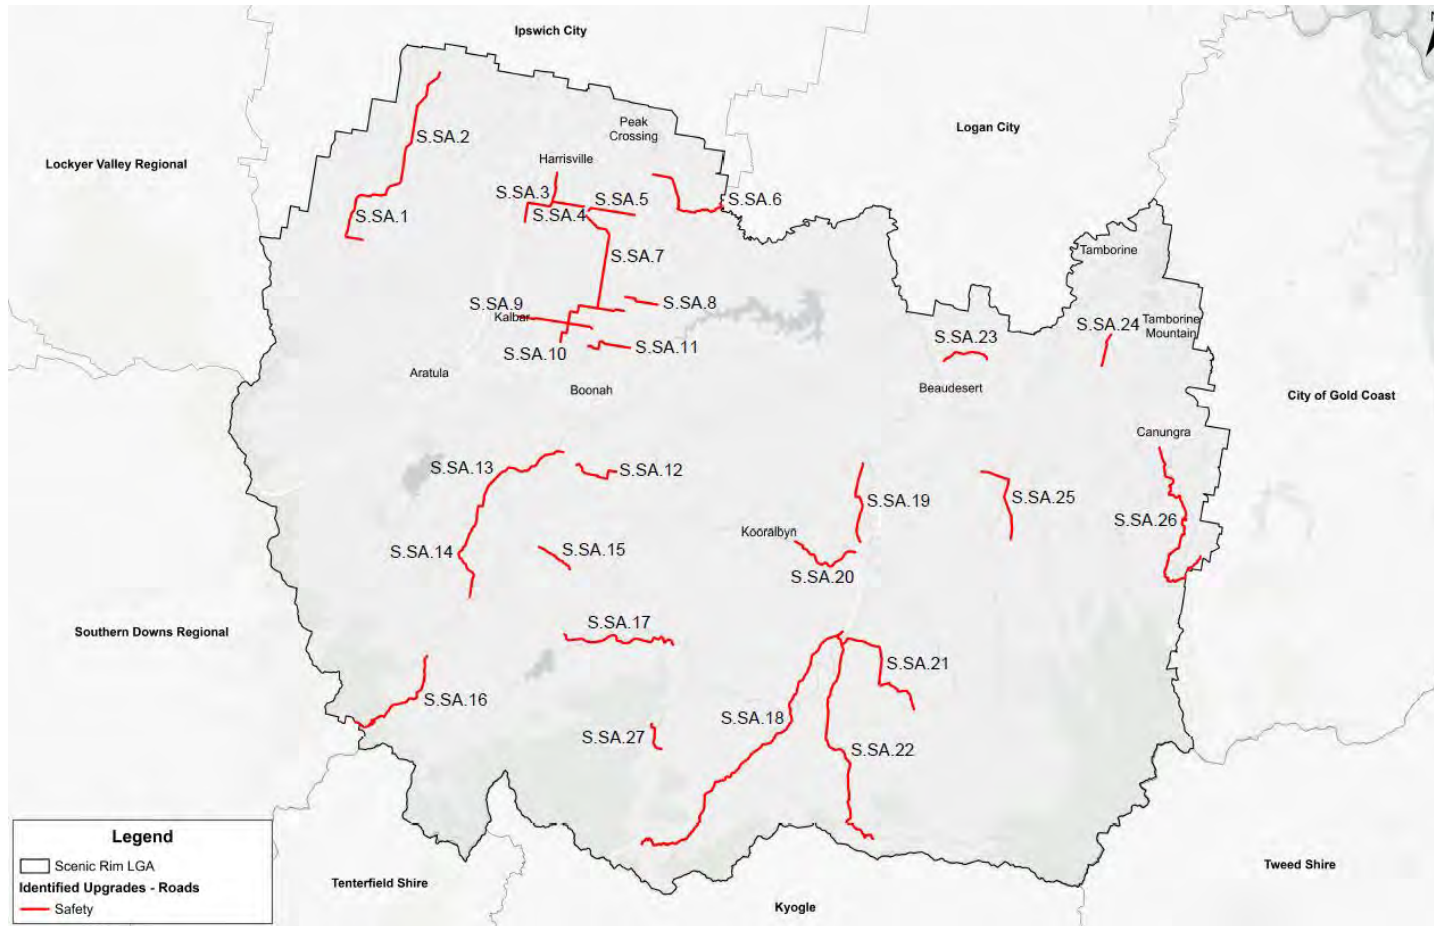 Ipswich City
Peak
Crossing
Logan City
S.SA.2
Lockyer Valley Regional
Harrisville
S.SA.3
S.SA.5
S.SA.6
S.SA.4
S.SA.1
Tamborine
S.SA.7
S.SA.9
S.SA.8
Kalbar
Tamborine
Mountain
S.SA.24
S.SA.23
S.SA.10
S.SA.11
Aratula
Boonah
Beaudesert
City of Gold Coast
Canungra
S.SA.13
S.SA.12
S.SA.19
S.SA.25
S.SA.26
Kooralbyn
S.SA.14
S.SA.15
S.SA.20
S.SA.17
Southern Downs Regional
S.SA.21
S.SA.16
S.SA.18
S.SA.27
S.SA.22
Legend
Scenic Rim LGA
Identified Upgrades - Roads
Safety
Tenterfield Shire
Kyogle
Tweed Shire